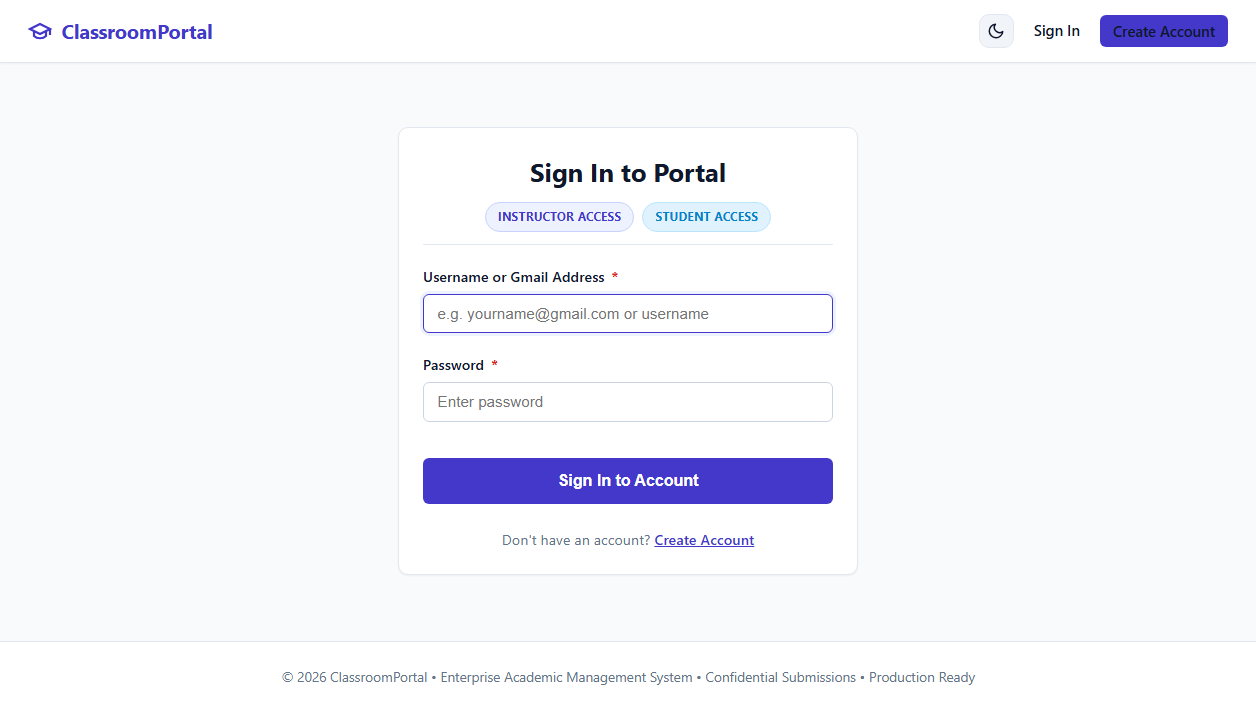 ClassroomPortal
Sign In
Create Account
Sign In to Portal
INSTRUCTOR ACCESS
STUDENT ACCESS
Username or Gmail Address *
e.g. yourname@gmail.com or username
Password *
Enter password
Sign In to Account
Don't have an account? Create Account
© 2026 ClassroomPortal • Enterprise Academic Management System • Confidential Submissions • Production Ready